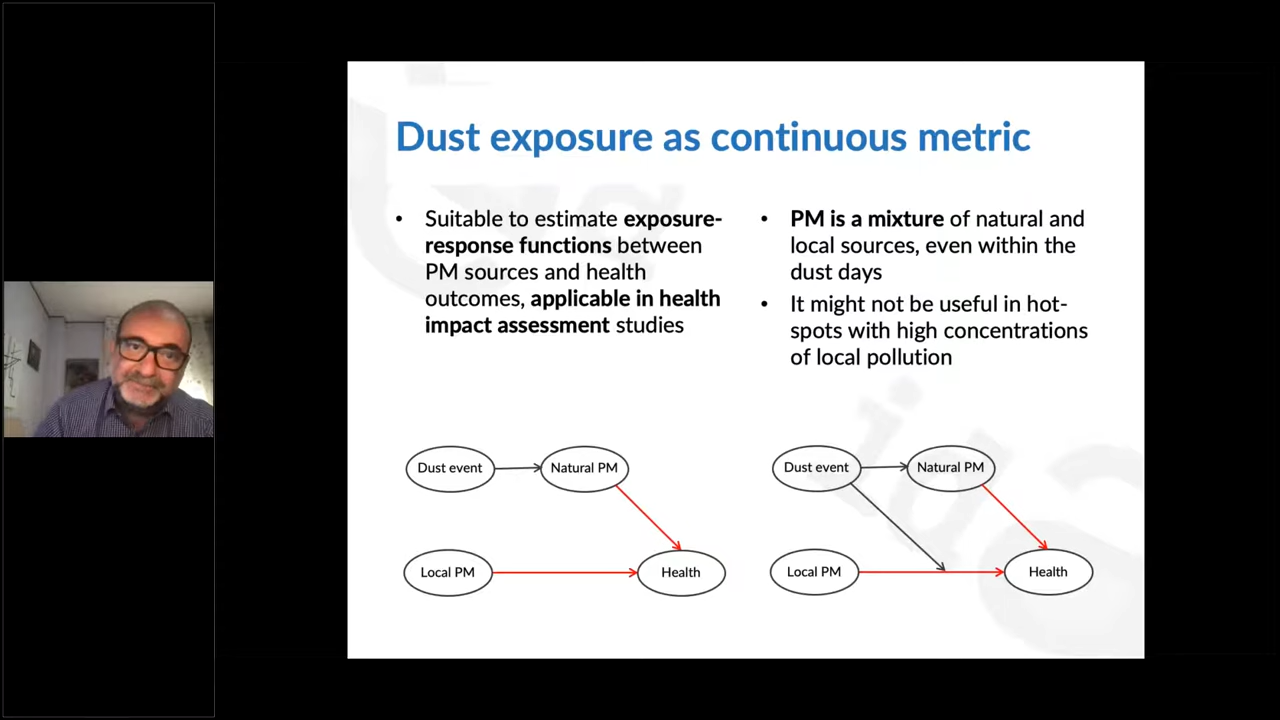 Dust exposure as continuous metric
• Suitable to estimate exposure-
response functions between
PM sources and health
outcomes, applicable in health
impact assessment studies
• PM is a mixture of natural and
local sources, even within the
dust days
• It might not be useful in hot-
spots with high concentrations
of local pollution
Dust event
Natural PM
Local PM
Health
Dust event
Natural PM
Local PM
Health